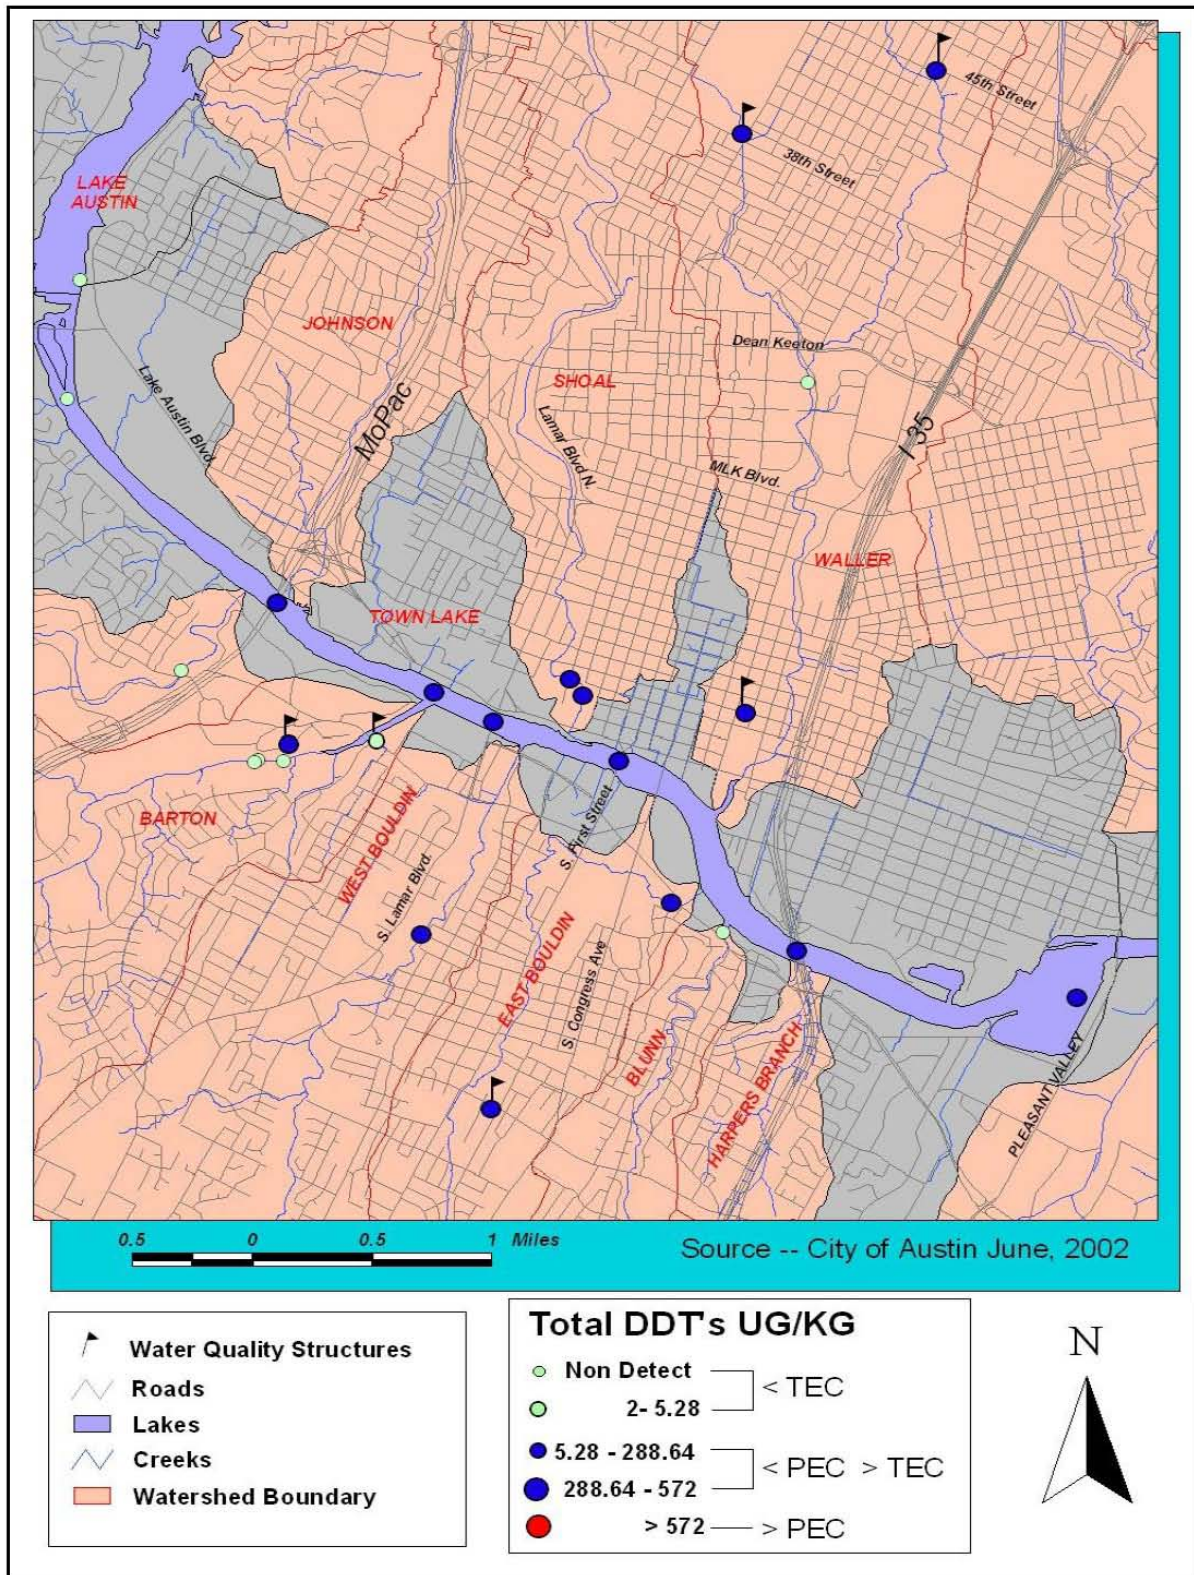 45th Street
38th Street
LAKE
AUSTIN
JOHNSON
Dean Keeton
SHOAL
Lake Austin Blvd.
MoPac
Lamar Blvd N.
I-35
MLK Blvd.
WALLER
TOWN LAKE
BARTON
WEST BOULDIN
S. First Street
S. Lamar Blvd.
EAST BOULDIN
S. Congress Ave
BLUNN
HARPERS BRANCH
PLEASANT VALLEY
0.5 0 0.5 1 Miles
Source -- City of Austin June, 2002
Water Quality Structures
Roads
Lakes
Creeks
Watershed Boundary
Total DDT's UG/KG
Non Detect
< TEC
2- 5.28
5.28 - 288.64
< PEC > TEC
288.64 - 572
> 572 > PEC
N